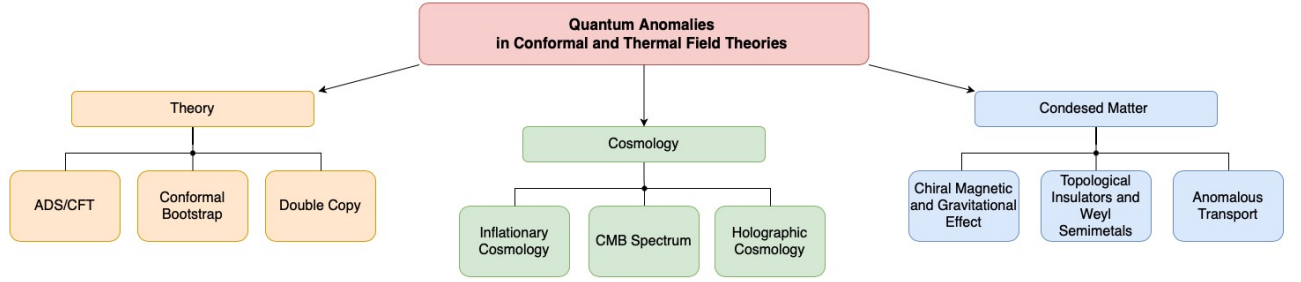 Quantum Anomalies
in Conformal and Thermal Field Theories
Theory
Condesed Matter
Cosmology
ADS/CFT
Conformal
Bootstrap
Double Copy
Chiral Magnetic
and Gravitational
Effect
Topological
Insulators and
Weyl
Semimetals
Anomalous
Transport
Inflationary
Cosmology
CMB Spectrum
Holographic
Cosmology